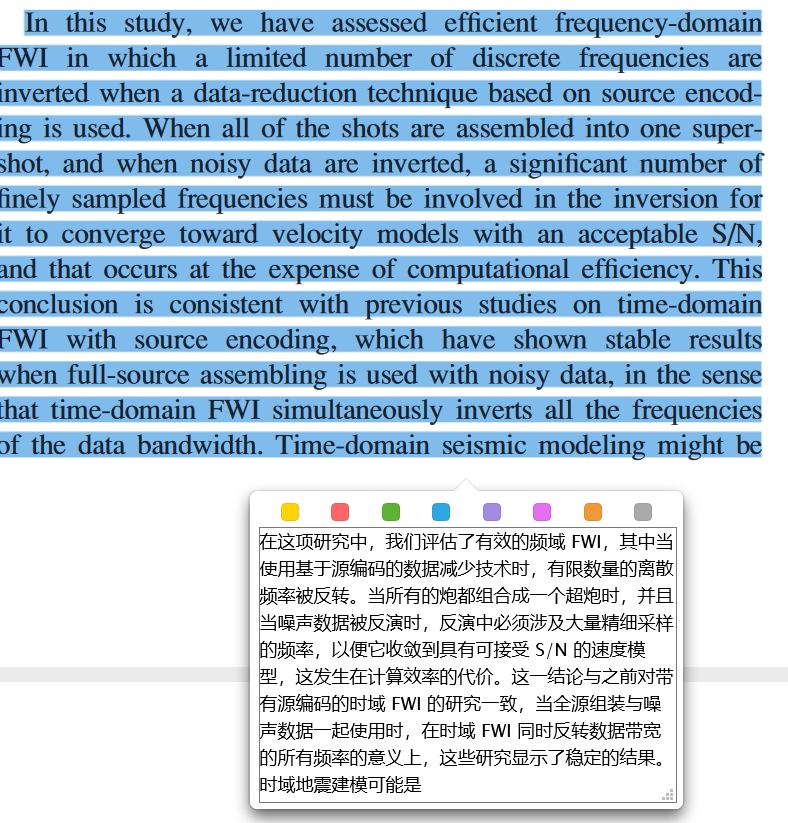 In this study, we have assessed efficient frequency-domain
FWI in which a limited number of discrete frequencies are
inverted when a data-reduction technique based on source encod-
ing is used. When all of the shots are assembled into one super-
shot, and when noisy data are inverted, a significant number of
finely sampled frequencies must be involved in the inversion for
it to converge toward velocity models with an acceptable S/N,
and that occurs at the expense of computational efficiency. This
conclusion is consistent with previous studies on time-domain
FWI with source encoding, which have shown stable results
when full-source assembling is used with noisy data, in the sense
that time-domain FWI simultaneously inverts all the frequencies
of the data bandwidth. Time-domain seismic modeling might be
在这项研究中，我们评估了有效的频域 FWI，其中当
使用基于源编码的数据减少技术时，有限数量的离散
频率被反转。当所有的炮都组合成一个超炮时，并且
当噪声数据被反演时，反演中必须涉及大量精细采样
的频率，以便它收敛到具有可接受 S/N 的速度模
型，这发生在计算效率的代价。这一结论与之前对带
有源编码的时域 FWI 的研究一致，当全源组装与噪
声数据一起使用时，在时域 FWI 同时反转数据带宽
的所有频率的意义上，这些研究显示了稳定的结果。
时域地震建模可能是